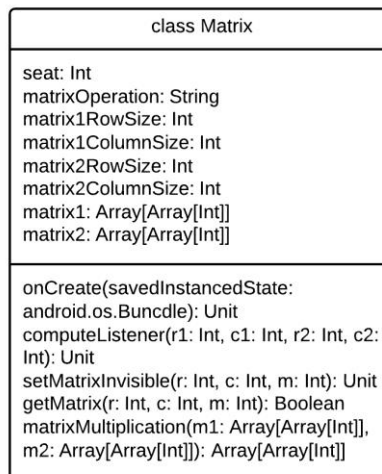 class Matrix
seat: Int
matrixOperation: String
matrix1RowSize: Int
matrix1ColumnSize: Int
matrix2RowSize: Int
matrix2ColumnSize: Int
matrix1: Array[Array[Int]]
matrix2: Array[Array[Int]]
onCreate(savedInstancedState:
android.os.Buncdle): Unit
computeListener(r1: Int, c1: Int, r2: Int, c2:
Int): Unit
setMatrixInvisible(r: Int, c: Int, m: Int): Unit
getMatrix(r: Int, c: Int, m: Int): Boolean
matrixMultiplication(m1: Array[Array[Int]],
m2: Array[Array[Int]]): Array[Array[Int]]